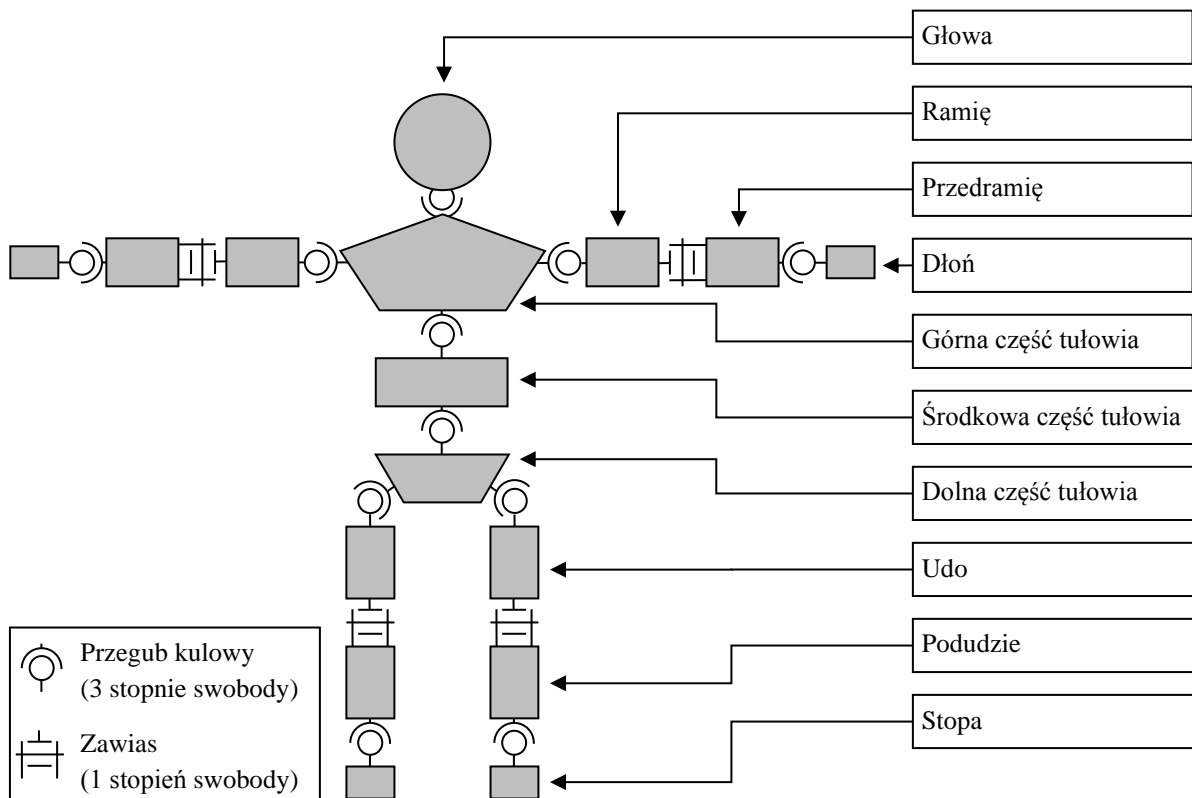 Głowa
Ramię
Przedramię
Dłoń
Górna część tułowia
Środkowa część tułowia
Dolna część tułowia
Udo
Podudzie
Stopa
Przegub kulowy
(3 stopnie swobody)
Zawias
(1 stopień swobody)